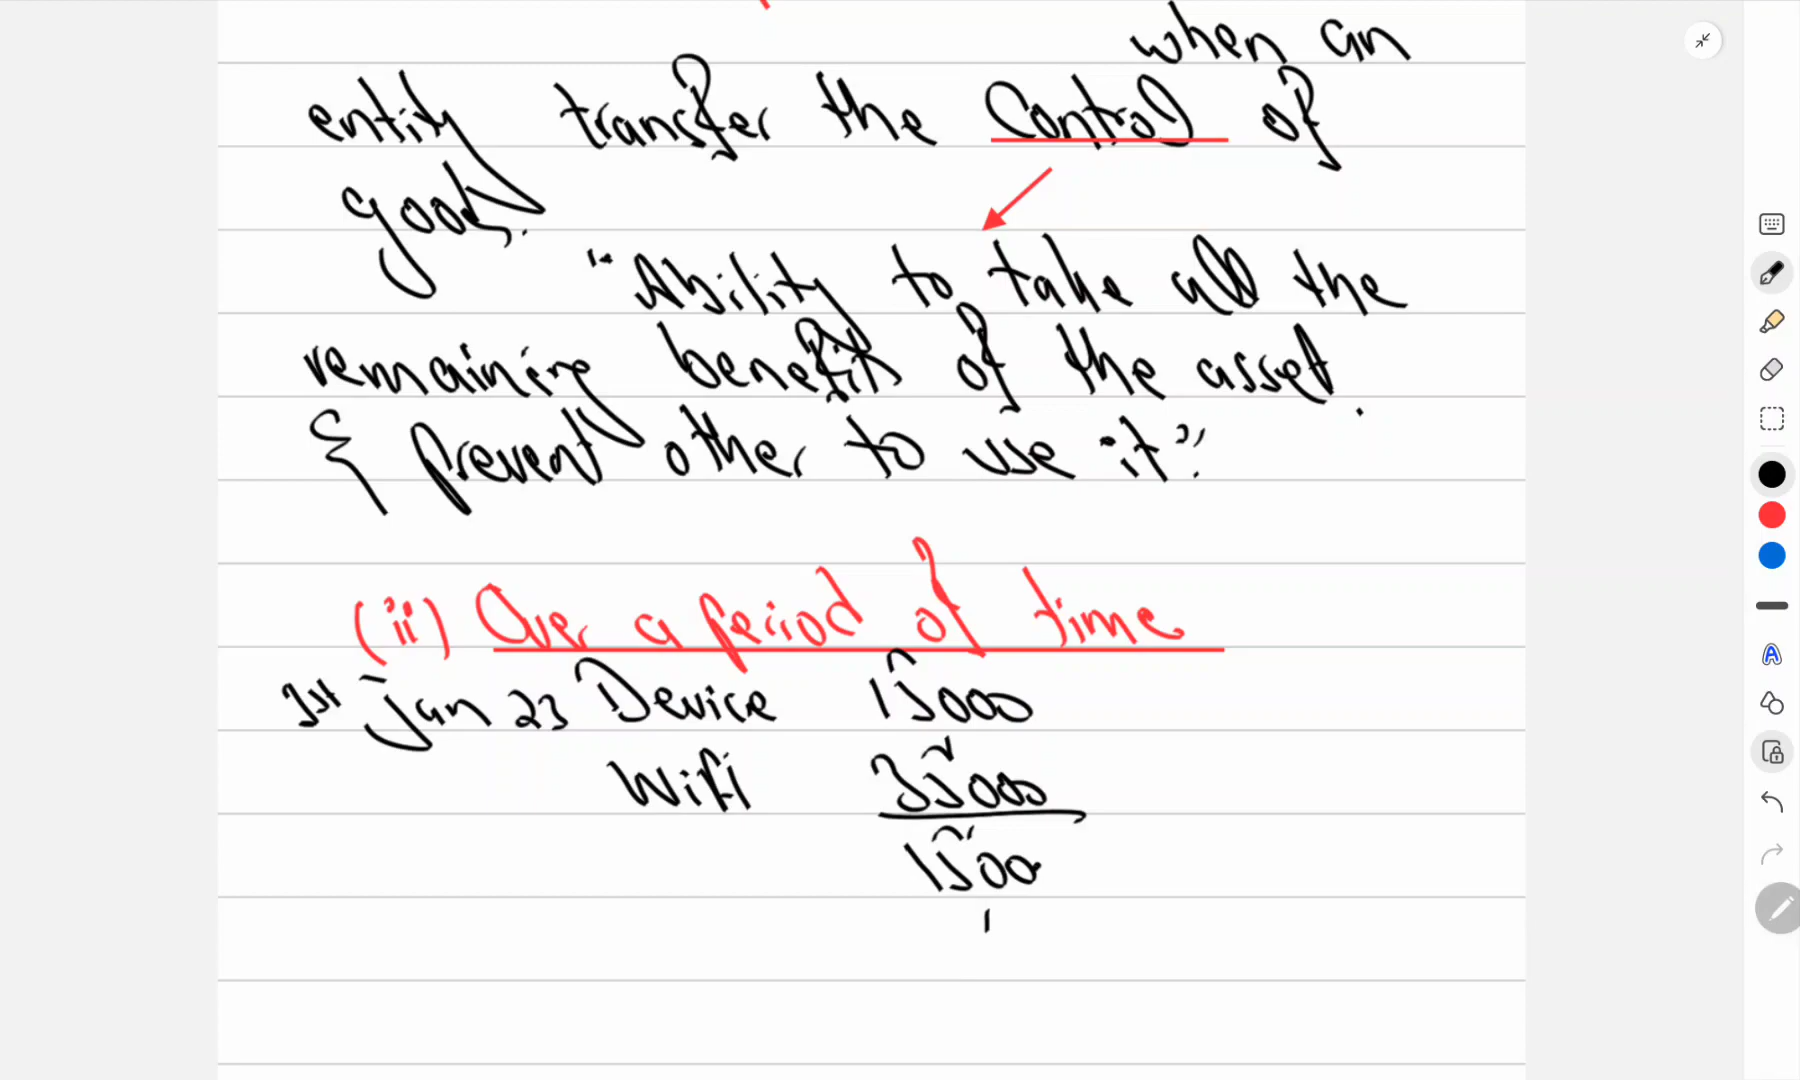 when an
entity transfer the Control of
goods.
"Ability to take all the
remaining benefits of the asset.
& prevent other to use it"
(ii) Over a period of time
1st Jan 23 Device 15000
Wifi 35000
1500